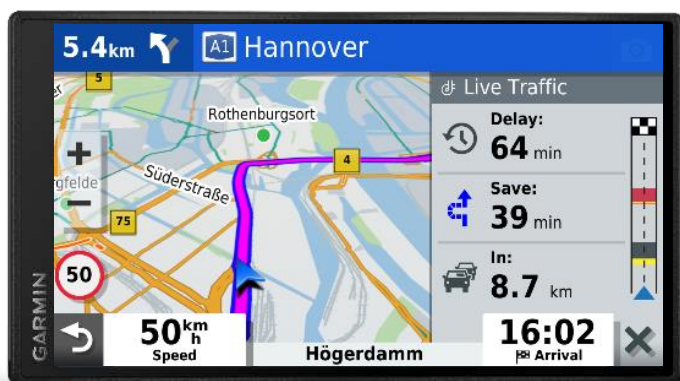 5.4km A1 Hannover
5
Live Traffic
Rothenburgsort
Delay:
64 min
+
4
Süderstraße
rgfelde
Save:
39 min
−
75
50
In:
8.7 km
GARMIN
50 km/h
Speed
Högerdamm
16:02
Arrival